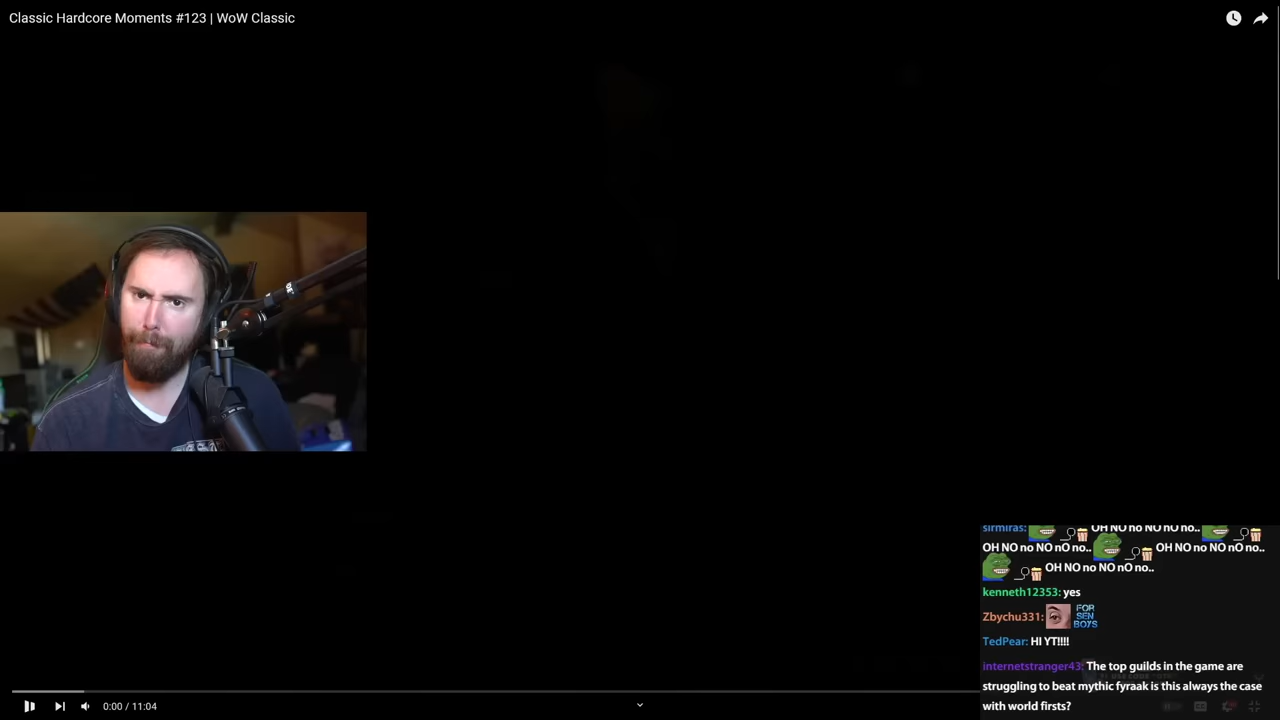 Classic Hardcore Moments #123 | WoW Classic
sirmiras: OH NO no NO nO no..
OH NO no NO nO no.. OH NO no NO nO no..
OH NO no NO nO no..
kenneth12353: yes
Zbychu331: FOR SEN BOYS
TedPear: HI YT!!!!
internetstranger43: The top guilds in the game are
struggling to beat mythic fyraak is this always the case
with world firsts?
0:00 / 11:04